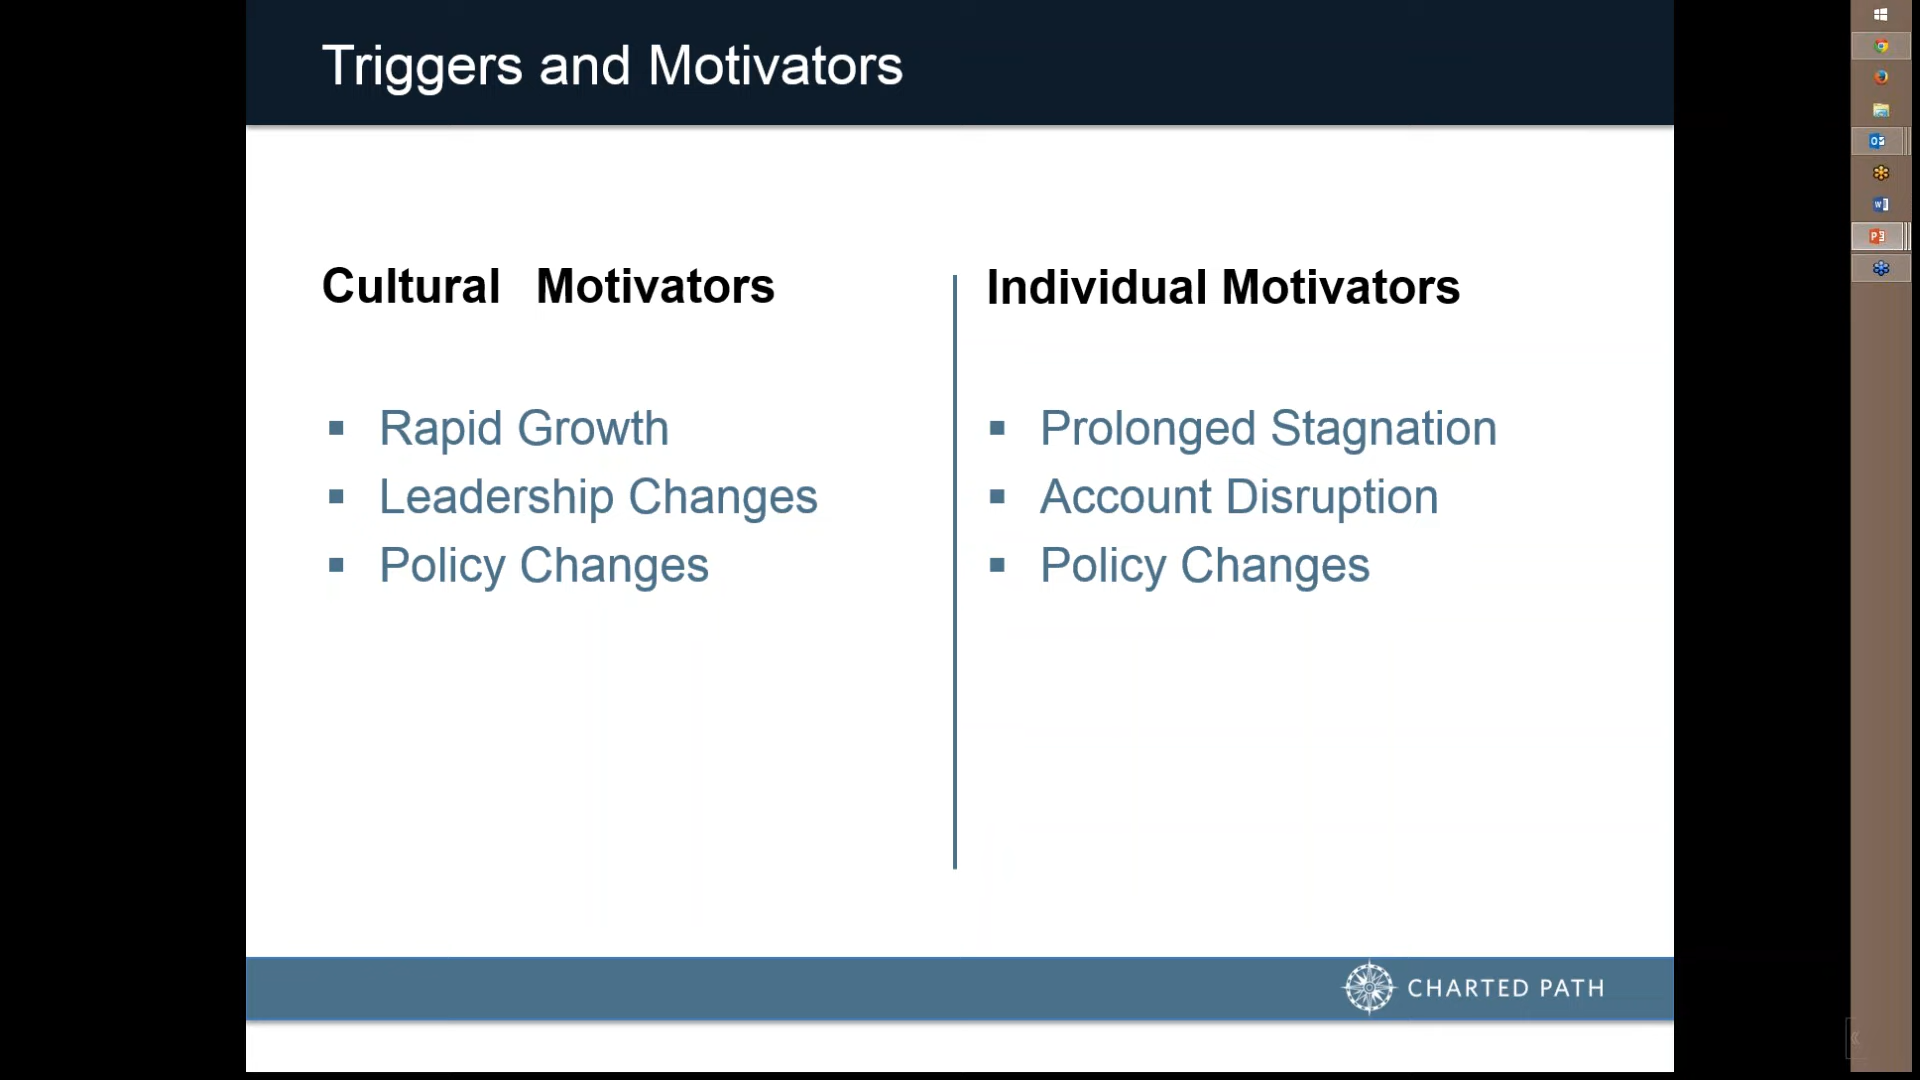 Triggers and Motivators
Cultural Motivators
▪ Rapid Growth
▪ Leadership Changes
▪ Policy Changes
Individual Motivators
▪ Prolonged Stagnation
▪ Account Disruption
▪ Policy Changes
CHARTED PATH